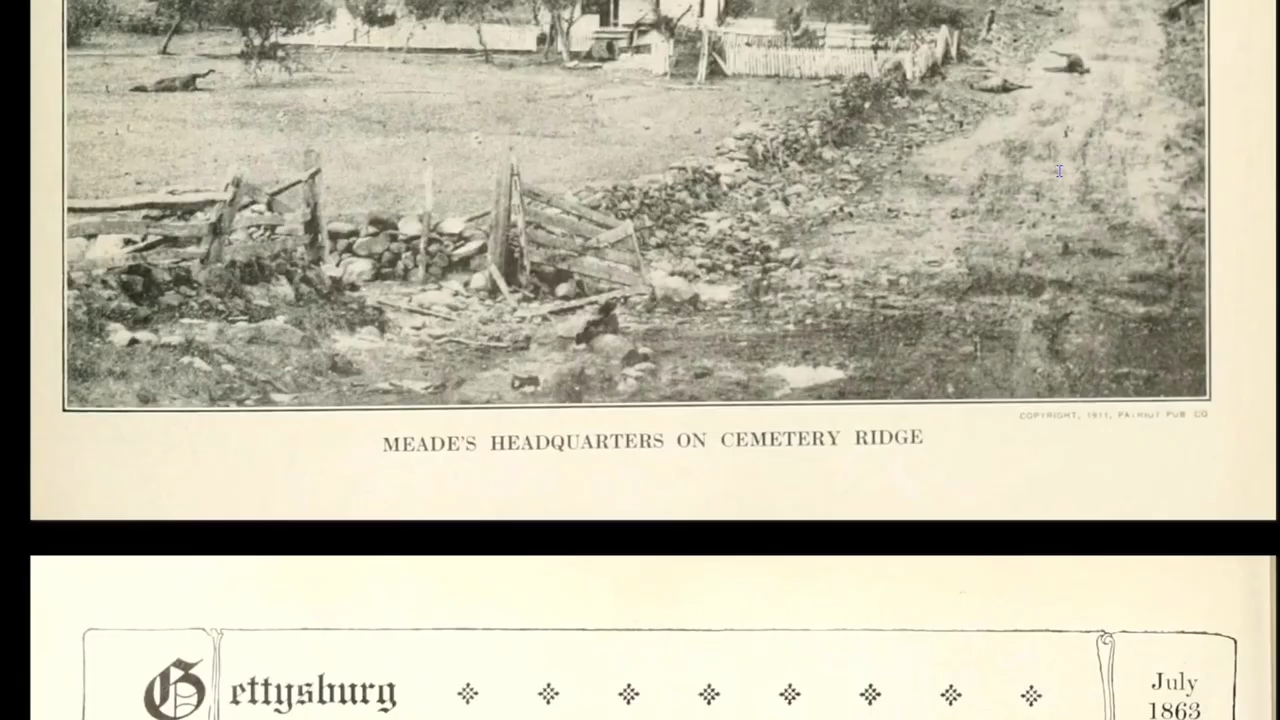 COPYRIGHT, 1911, PATRIOT PUB CO
MEADE'S HEADQUARTERS ON CEMETERY RIDGE
Gettysburg
July
1863